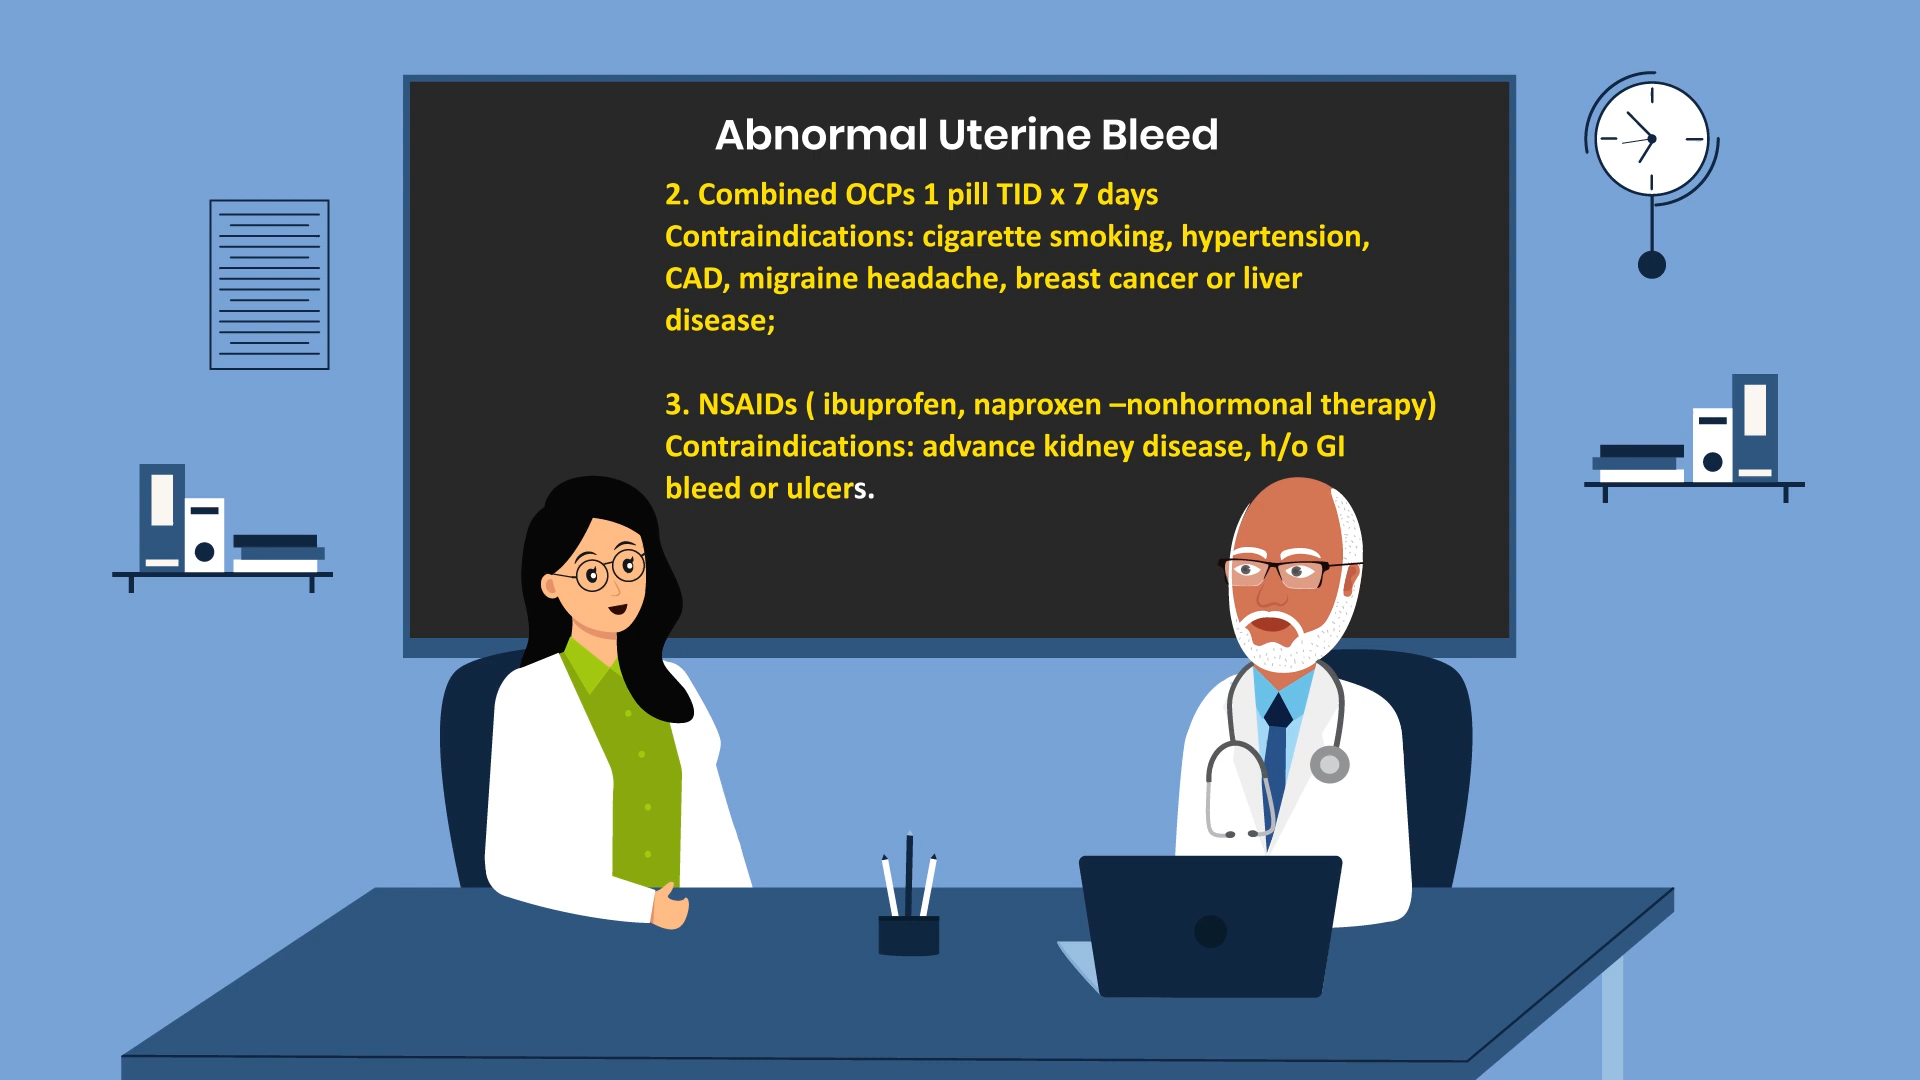 Abnormal Uterine Bleed
2. Combined OCPs 1 pill TID x 7 days
Contraindications: cigarette smoking, hypertension,
CAD, migraine headache, breast cancer or liver
disease;
3. NSAIDs ( ibuprofen, naproxen –nonhormonal therapy)
Contraindications: advance kidney disease, h/o GI
bleed or ulcers.